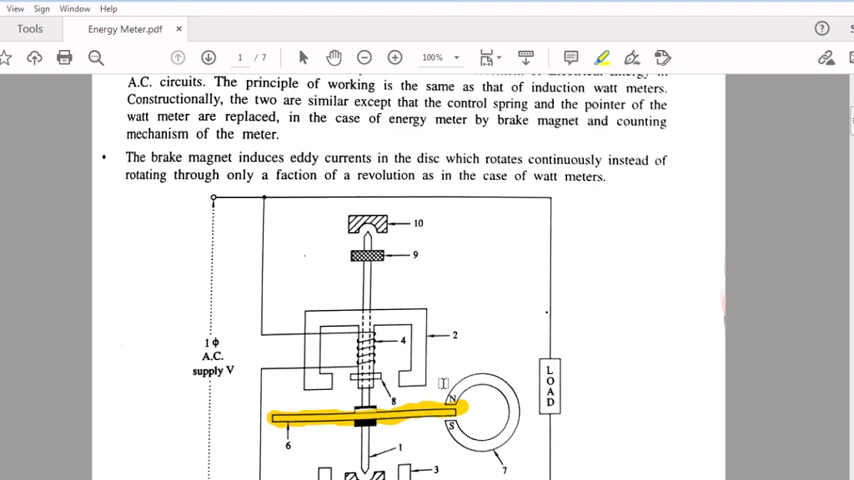 View Sign Window Help
Tools Energy Meter.pdf ×
1 / 7 100%
A.C. circuits. The principle of working is the same as that of induction watt meters.
Constructionally, the two are similar except that the control spring and the pointer of the
watt meter are replaced, in the case of energy meter by brake magnet and counting
mechanism of the meter.
• The brake magnet induces eddy currents in the disc which rotates continuously instead of
rotating through only a faction of a revolution as in the case of watt meters.
10
9
2
4
1 ϕ
A.C.
supply V
L
O
A
D
8
N
S
6
1
3
7